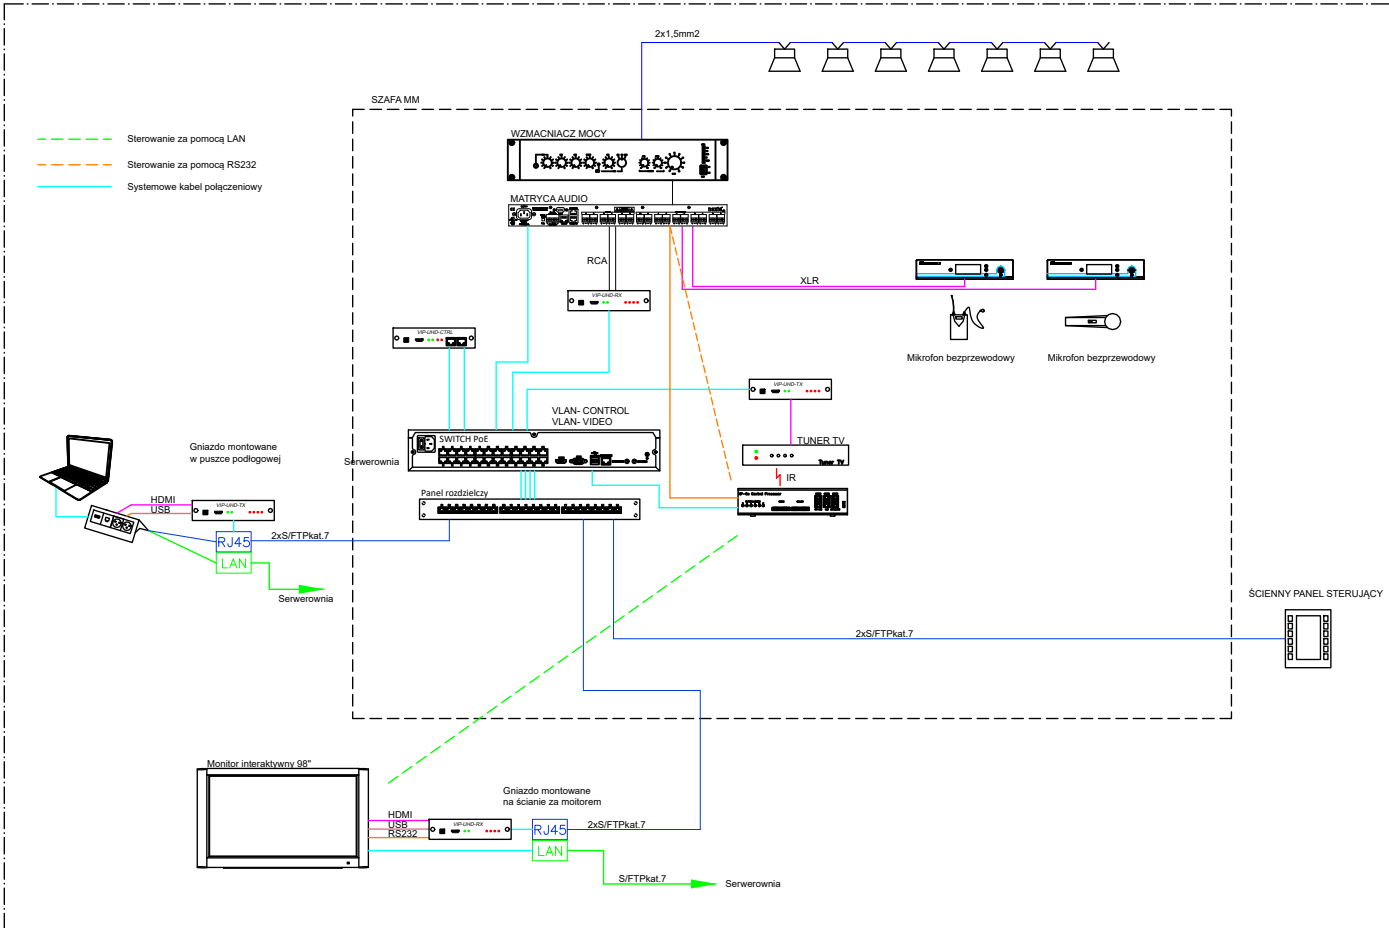 2x1,5mm2
SZAFA MM
Sterowanie za pomocą LAN
Sterowanie za pomocą RS232
Systemowe kabel połączeniowy
WZMACNIACZ MOCY
MATRYCA AUDIO
RCA
XLR
VIP-UHD-RX
VIP-UHD-CTRL
Mikrofon bezprzewodowy
Mikrofon bezprzewodowy
VIP-UHD-TX
VLAN- CONTROL
VLAN- VIDEO
SWITCH PoE
TUNER TV
Tuner TV
IR
Gniazdo montowane
w puszce podłogowej
Serwerownia
Panel rozdzielczy
HDMI
USB
VIP-UHD-TX
RJ45
2xS/FTPkat.7
LAN
Serwerownia
ŚCIENNY PANEL STERUJĄCY
2xS/FTPkat.7
Monitor interaktywny 98"
Gniazdo montowane
na ścianie za moitorem
HDMI
USB
RS232
VIP-UHD-RX
RJ45
2xS/FTPkat.7
LAN
S/FTPkat.7
Serwerownia